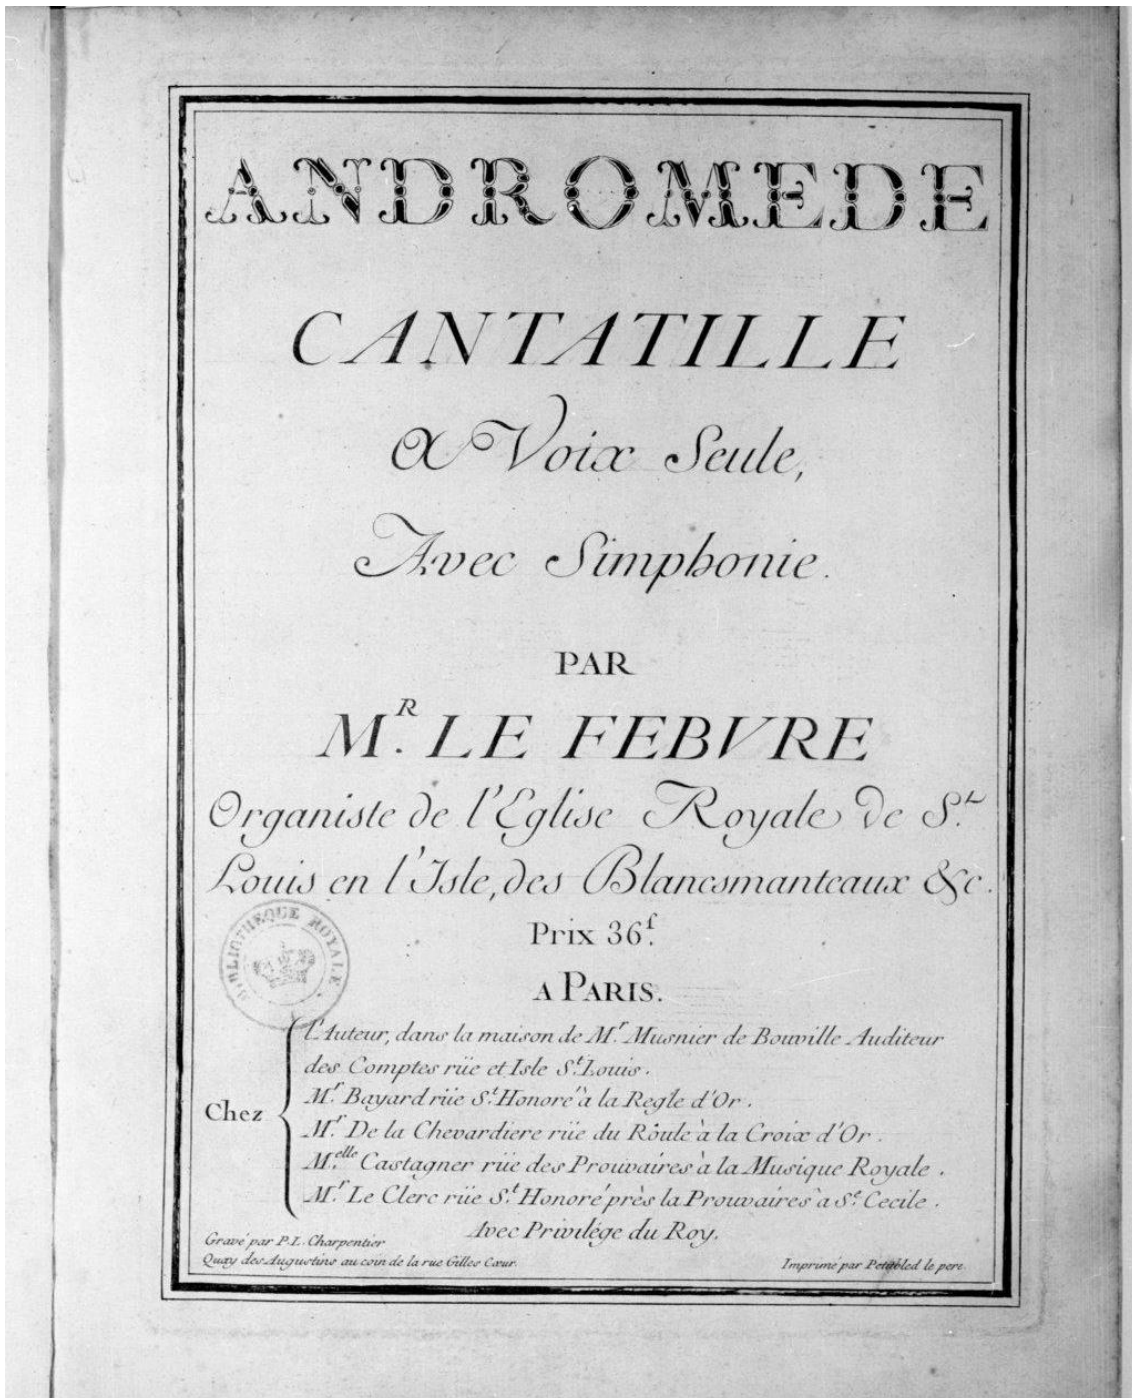 ANDROMEDE
CANTATILLE
A Voix Seule,
Avec Simphonie.
PAR
M.R LE FEBVRE
Organiste de l'Eglise Royale de S.t
Louis en l'Isle, des Blancsmanteaux &c.
Prix 36.f
A PARIS.
BIBLIOTHEQUE ROYALE.
Chez
L'Auteur, dans la maison de M.r Musnier de Bouville Auditeur
des Comptes rüe et Isle S.t Louis.
M.r Bayard rüe S.t Honoré à la Regle d'Or.
M.r De la Chevardiere rüe du Rôule à la Croix d'Or.
M.elle Castagner rüe des Prouvaires à la Musique Royale.
M.r Le Clerc rüe S.t Honoré près la Prouvaires à S.e Cecile.
Avec Privilége du Roy.
Gravé par P.L. Charpentier
Quay des Augustins au coin de la rue Gilles Cœur.
Imprimé par Petitbled le pere.